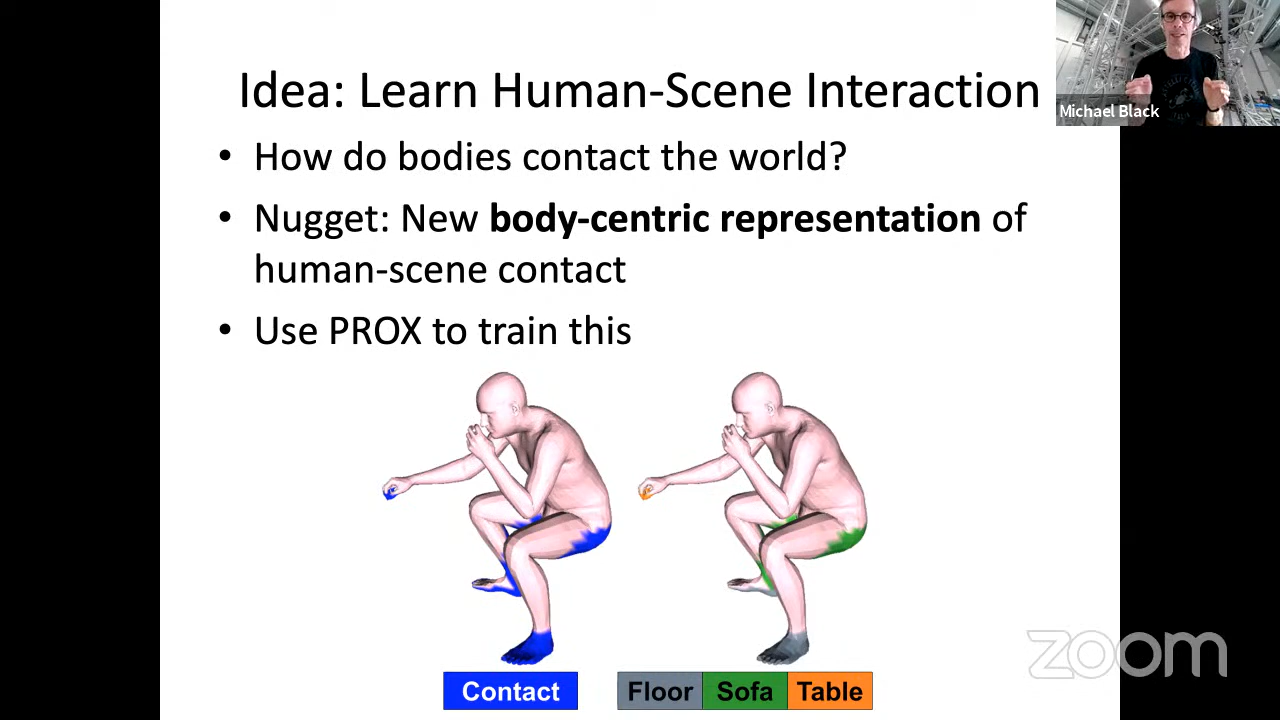 Idea: Learn Human-Scene Interaction
Michael Black
• How do bodies contact the world?
• Nugget: New body-centric representation of
human-scene contact
• Use PROX to train this
Contact
Floor Sofa Table
zoom